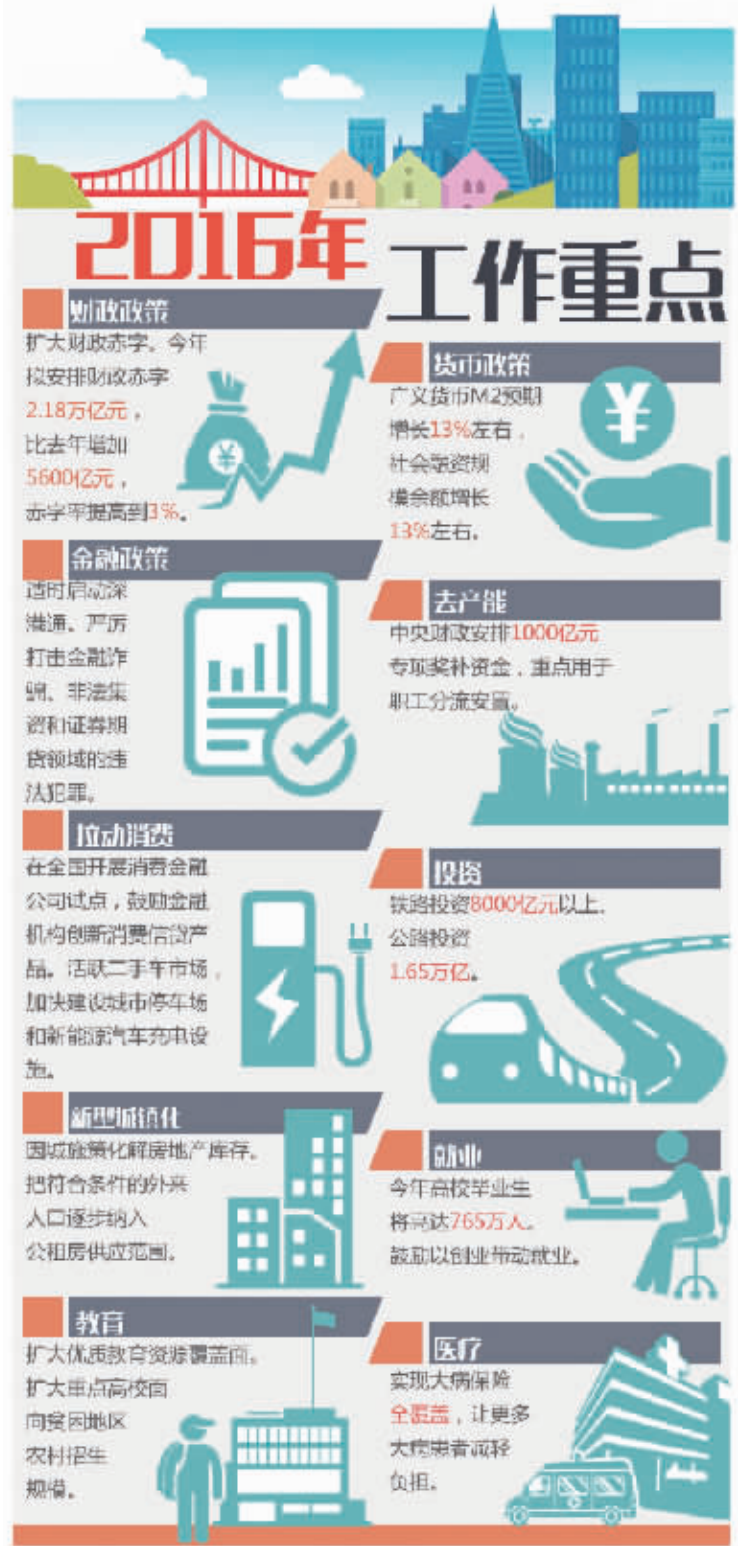 2016年
工作重点
财政政策
扩大财政赤字。今年
拟安排财政赤字
2.18万亿元，
比去年增加
5600亿元，
赤字率提高到3%。
货币政策
广义货币M2预期
增长13%左右，
社会融资规
模余额增长
13%左右。
金融政策
适时启动深
港通。严厉
打击金融诈
骗、非法集
资和证券期
货领域的违
法犯罪。
去产能
中央财政安排1000亿元
专项奖补资金，重点用于
职工分流安置。
拉动消费
在全国开展消费金融
公司试点，鼓励金融
机构创新消费信贷产
品。活跃二手车市场，
加快建设城市停车场
和新能源汽车充电设
施。
投资
铁路投资8000亿元以上。
公路投资
1.65万亿。
新型城镇化
因城施策化解房地产库存。
把符合条件的外来
人口逐步纳入
公租房供应范围。
就业
今年高校毕业生
将高达765万人。
鼓励以创业带动就业。
教育
扩大优质教育资源覆盖面。
扩大重点高校面
向贫困地区
农村招生
规模。
医疗
实现大病保险
全覆盖，让更多
大病患者减轻
负担。